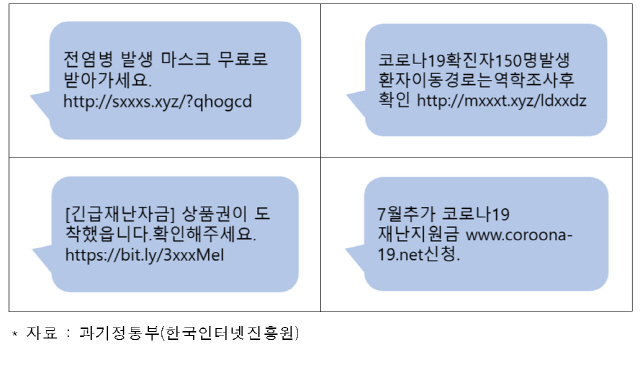 전염병 발생 마스크 무료로
받아가세요.
http://sxxxs.xyz/?qhogcd
코로나19확진자150명발생
환자이동경로는역학조사후
확인 http://mxxxt.xyz/ldxxdz
[긴급재난자금] 상품권이 도
착했읍니다.확인해주세요.
https://bit.ly/3xxxMeI
7월추가 코로나19
재난지원금 www.coroona-
19.net신청.
* 자료 : 과기정통부(한국인터넷진흥원)